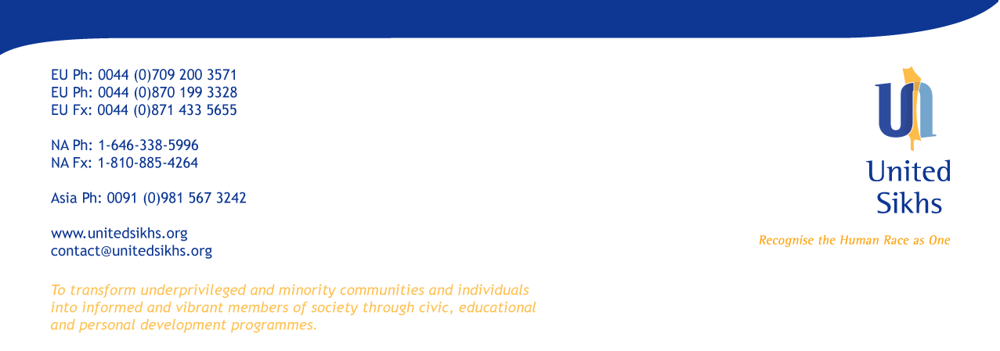 EU Ph: 0044 (0)709 200 3571
EU Ph: 0044 (0)870 199 3328
EU Fx: 0044 (0)871 433 5655
NA Ph: 1-646-338-5996
NA Fx: 1-810-885-4264
Asia Ph: 0091 (0)981 567 3242
www.unitedsikhs.org
contact@unitedsikhs.org
To transform underprivileged and minority communities and individuals
into informed and vibrant members of society through civic, educational
and personal development programmes.
Un
United
Sikhs
Recognise the Human Race as One